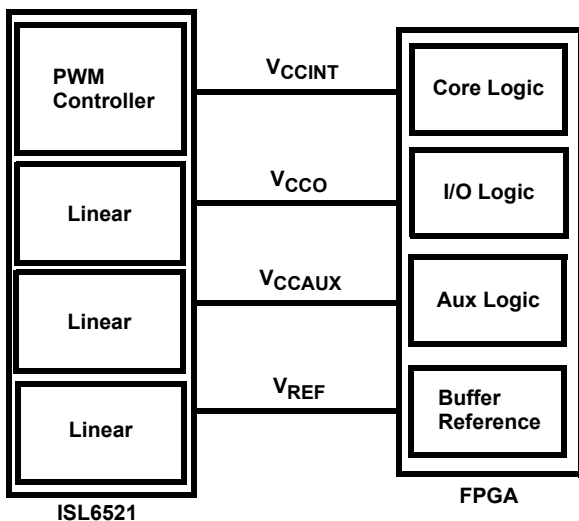 PWM
Controller
Linear
Linear
Linear
ISL6521
VCCINT
VCCO
VCCAUX
VREF
Core Logic
I/O Logic
Aux Logic
Buffer
Reference
FPGA